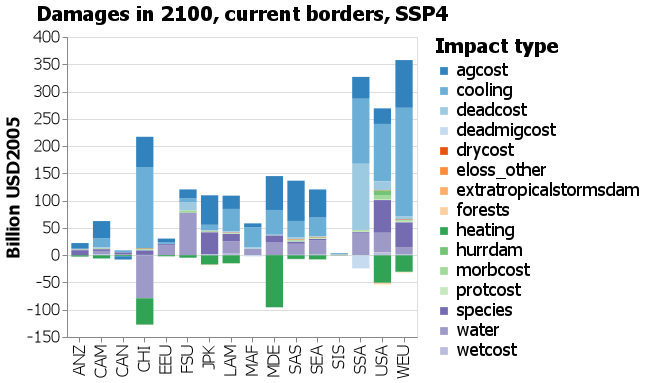 Damages in 2100, current borders, SSP4
Billion USD2005
400
350
300
250
200
150
100
50
0
-50
-100
-150
ANZ
CAM
CAN
CHI
EEU
FSU
JPK
LAM
MAF
MDE
SAS
SEA
SIS
SSA
USA
WEU
Impact type
agcost
cooling
deadcost
deadmigcost
drycost
eloss_other
extratropicalstormsdam
forests
heating
hurrdam
morbcost
protcost
species
water
wetcost